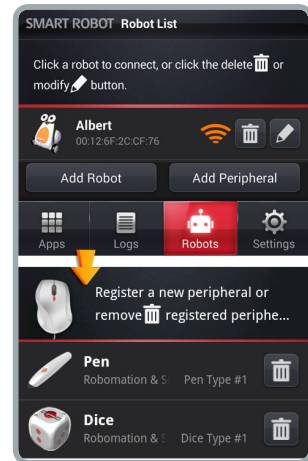 SMART ROBOT Robot List
Click a robot to connect, or click the delete or
modify button.
Albert
00:12:6F:2C:CF:76
Add Robot Add Peripheral
Apps Logs Robots Settings
Register a new peripheral or
remove registered periphe...
Pen
Robomation & S Pen Type #1
Dice
Robomation & S Dice Type #1